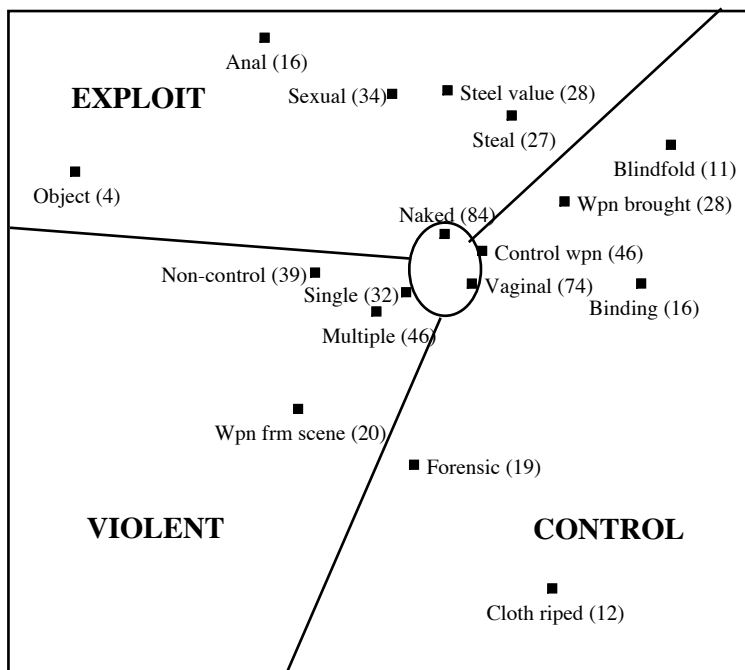 Anal (16)
EXPLOIT
Sexual (34)
Steel value (28)
Steal (27)
Blindfold (11)
Object (4)
Wpn brought (28)
Naked (84)
Control wpn (46)
Non-control (39)
Single (32)
Vaginal (74)
Binding (16)
Multiple (46)
Wpn frm scene (20)
Forensic (19)
VIOLENT
CONTROL
Cloth riped (12)